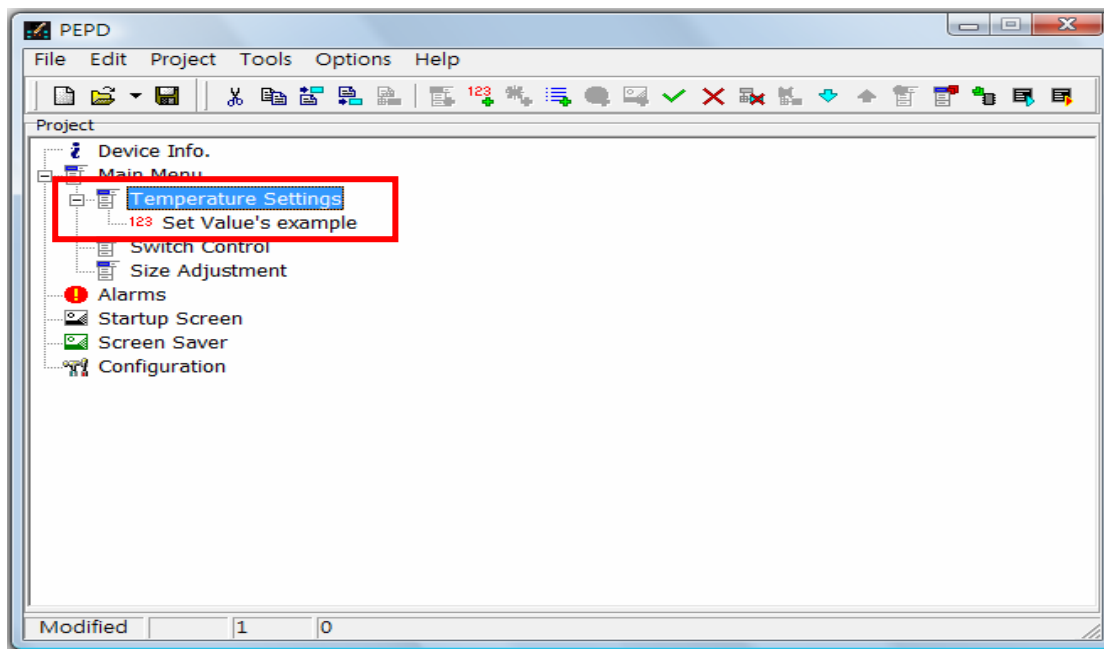 PEPD
File Edit Project Tools Options Help
123
Project
Device Info.
Main Menu
Temperature Settings
123 Set Value's example
Switch Control
Size Adjustment
Alarms
Startup Screen
Screen Saver
Configuration
Modified 1 0